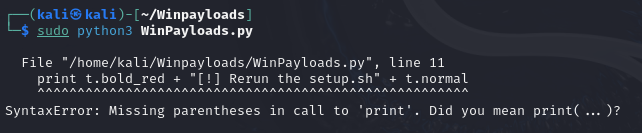 ┌──(kali㉿kali)-[~/Winpayloads]
└─$ sudo python3 WinPayloads.py
File "/home/kali/Winpayloads/WinPayloads.py", line 11
print t.bold_red + "[!] Rerun the setup.sh" + t.normal
^^^^^^^^^^^^^^^^^^^^^^^^^^^^^^^^^^^^^^^^^^^^^^^^^^^^^^
SyntaxError: Missing parentheses in call to 'print'. Did you mean print(...)?